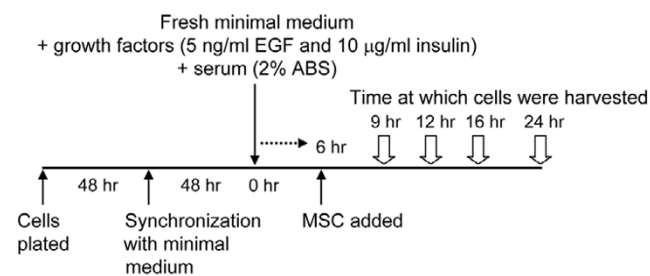 Fresh minimal medium
+ growth factors (5 ng/ml EGF and 10 μg/ml insulin)
+ serum (2% ABS)
Time at which cells were harvested
9 hr 12 hr 16 hr 24 hr
6 hr
48 hr 48 hr 0 hr
Cells
plated
Synchronization
with minimal
medium
MSC added